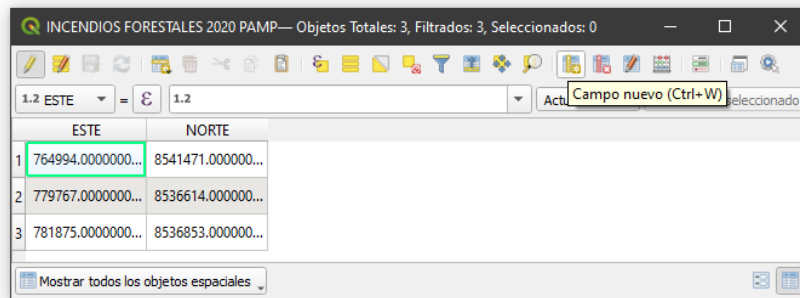 INCENDIOS FORESTALES 2020 PAMP— Objetos Totales: 3, Filtrados: 3, Seleccionados: 0
1.2 ESTE = ε 1.2 Actu
Campo nuevo (Ctrl+W) seleccionado
ESTE NORTE
1 764994.0000000... 8541471.000000...
2 779767.0000000... 8536614.000000...
3 781875.0000000... 8536853.000000...
Mostrar todos los objetos espaciales